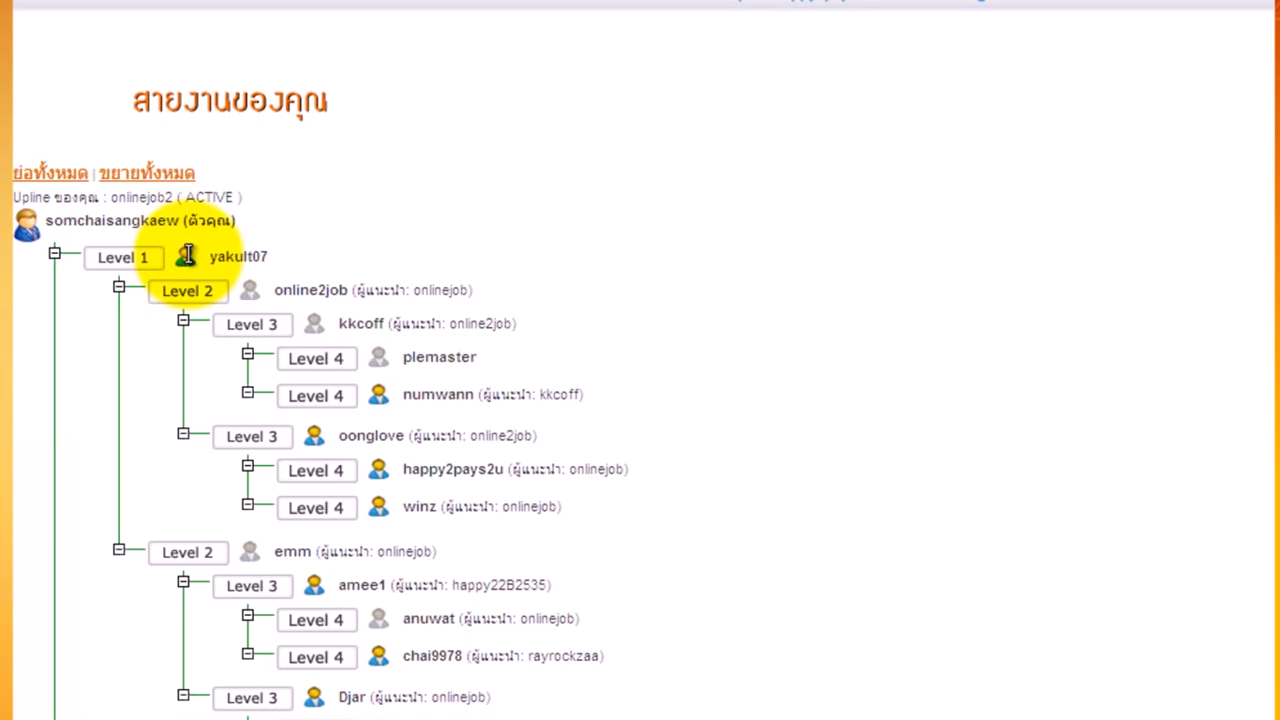 สายงานของคุณ
ย่อทั้งหมด | ขยายทั้งหมด
Upline ของคุณ : onlinejob2 ( ACTIVE )
somchaisangkaew (ตัวคุณ)
Level 1 yakult07
Level 2 online2job (ผู้แนะนำ: onlinejob)
Level 3 kkcoff (ผู้แนะนำ: online2job)
Level 4 plemaster
Level 4 numwann (ผู้แนะนำ: kkcoff)
Level 3 oonglove (ผู้แนะนำ: online2job)
Level 4 happy2pays2u (ผู้แนะนำ: onlinejob)
Level 4 winz (ผู้แนะนำ: onlinejob)
Level 2 emm (ผู้แนะนำ: onlinejob)
Level 3 amee1 (ผู้แนะนำ: happy22B2535)
Level 4 anuwat (ผู้แนะนำ: onlinejob)
Level 4 chai9978 (ผู้แนะนำ: rayrockzaa)
Level 3 Djar (ผู้แนะนำ: onlinejob)